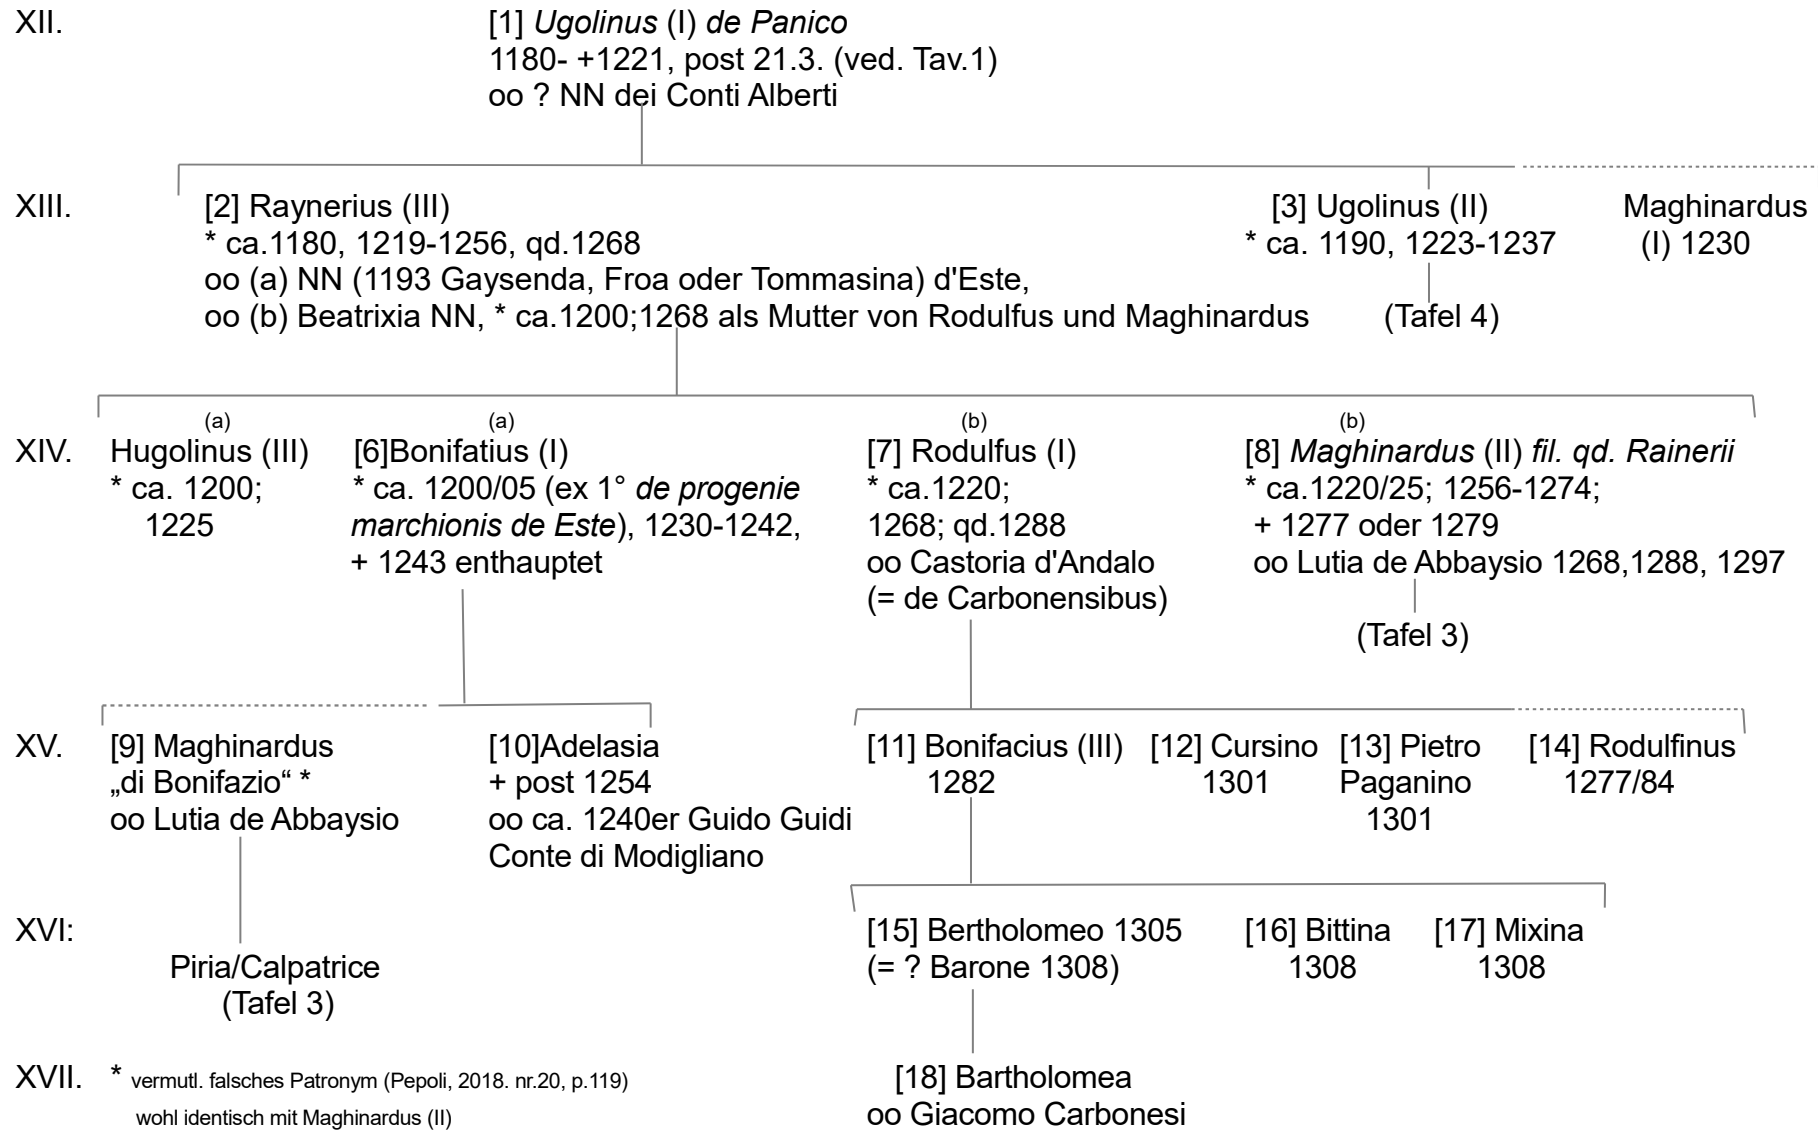 XII.
[1] Ugolinus (I) de Panico
1180- +1221, post 21.3. (ved. Tav.1)
oo ? NN dei Conti Alberti
XIII.
[2] Raynerius (III)
* ca.1180, 1219-1256, qd.1268
oo (a) NN (1193 Gaysenda, Froa oder Tommasina) d'Este,
oo (b) Beatrixia NN, * ca.1200;1268 als Mutter von Rodulfus und Maghinardus
[3] Ugolinus (II)
* ca. 1190, 1223-1237
(Tafel 4)
Maghinardus
(I) 1230
XIV.
(a)
Hugolinus (III)
* ca. 1200;
1225
(a)
[6]Bonifatius (I)
* ca. 1200/05 (ex 1° de progenie
marchionis de Este), 1230-1242,
+ 1243 enthauptet
(b)
[7] Rodulfus (I)
* ca.1220;
1268; qd.1288
oo Castoria d'Andalo
(= de Carbonensibus)
(b)
[8] Maghinardus (II) fil. qd. Rainerii
* ca.1220/25; 1256-1274;
+ 1277 oder 1279
oo Lutia de Abbaysio 1268,1288, 1297
(Tafel 3)
XV.
[9] Maghinardus
„di Bonifazio“ *
oo Lutia de Abbaysio
[10]Adelasia
+ post 1254
oo ca. 1240er Guido Guidi
Conte di Modigliano
[11] Bonifacius (III)
1282
[12] Cursino
1301
[13] Pietro
Paganino
1301
[14] Rodulfinus
1277/84
XVI:
Piria/Calpatrice
(Tafel 3)
[15] Bertholomeo 1305
(= ? Barone 1308)
[16] Bittina
1308
[17] Mixina
1308
XVII.
* vermutl. falsches Patronym (Pepoli, 2018. nr.20, p.119)
wohl identisch mit Maghinardus (II)
[18] Bartholomea
oo Giacomo Carbonesi